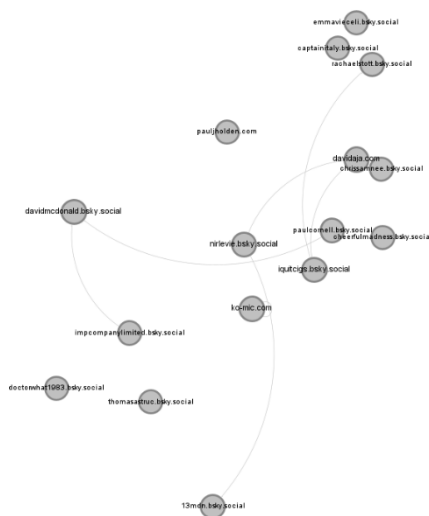 emmavieceli.bsky.social
captainitaly.bsky.social
rachaelstott.bsky.social
pauljholden.com
davidaja.com
chrissamnee.bsky.social
davidmcdonald.bsky.social
paulcornell.bsky.social
cheerfulmadness.bsky.social
nirlevie.bsky.social
iquitcigs.bsky.social
ko-mic.com
impcompanylimited.bsky.social
doctorwhat1983.bsky.social
thomasastruc.bsky.social
13mdn.bsky.social